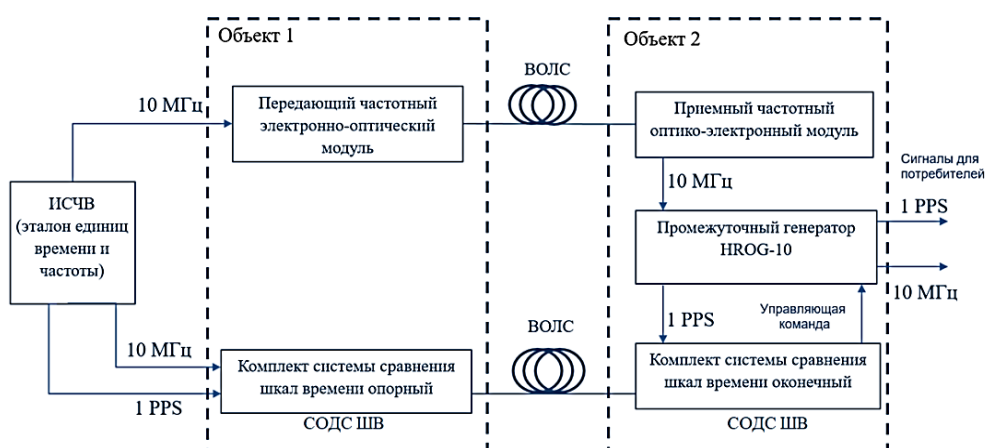 Объект 1
Объект 2
ВОЛС
10 МГц
Передающий частотный
электронно-оптический
модуль
Приемный частотный
оптико-электронный модуль
Сигналы для
потребителей
10 МГц
1 PPS
ИСЧВ
(эталон единиц
времени и
частоты)
Промежуточный генератор
HROG-10
10 МГц
Управляющая
команда
1 PPS
ВОЛС
10 МГц
Комплект системы сравнения
шкал времени опорный
Комплект системы сравнения
шкал времени оконечный
1 PPS
СОДС ШВ
СОДС ШВ